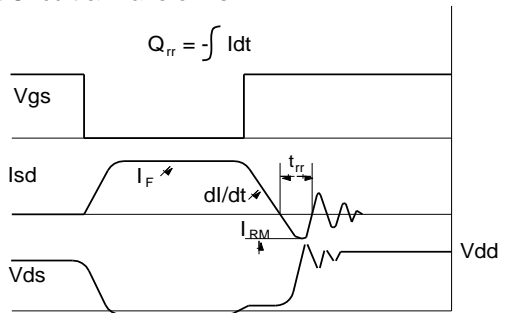 Qrr = -∫ Idt
Vgs
Isd
IF
dI/dt
trr
IRM
Vdd
Vds